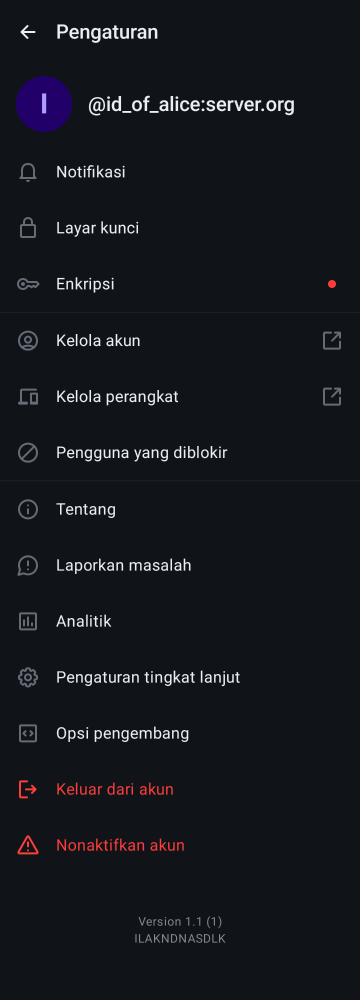 Pengaturan
I
@id_of_alice:server.org
Notifikasi
Layar kunci
Enkripsi
Kelola akun
Kelola perangkat
Pengguna yang diblokir
Tentang
Laporkan masalah
Analitik
Pengaturan tingkat lanjut
Opsi pengembang
Keluar dari akun
Nonaktifkan akun
Version 1.1 (1)
ILAKNDNASDLK